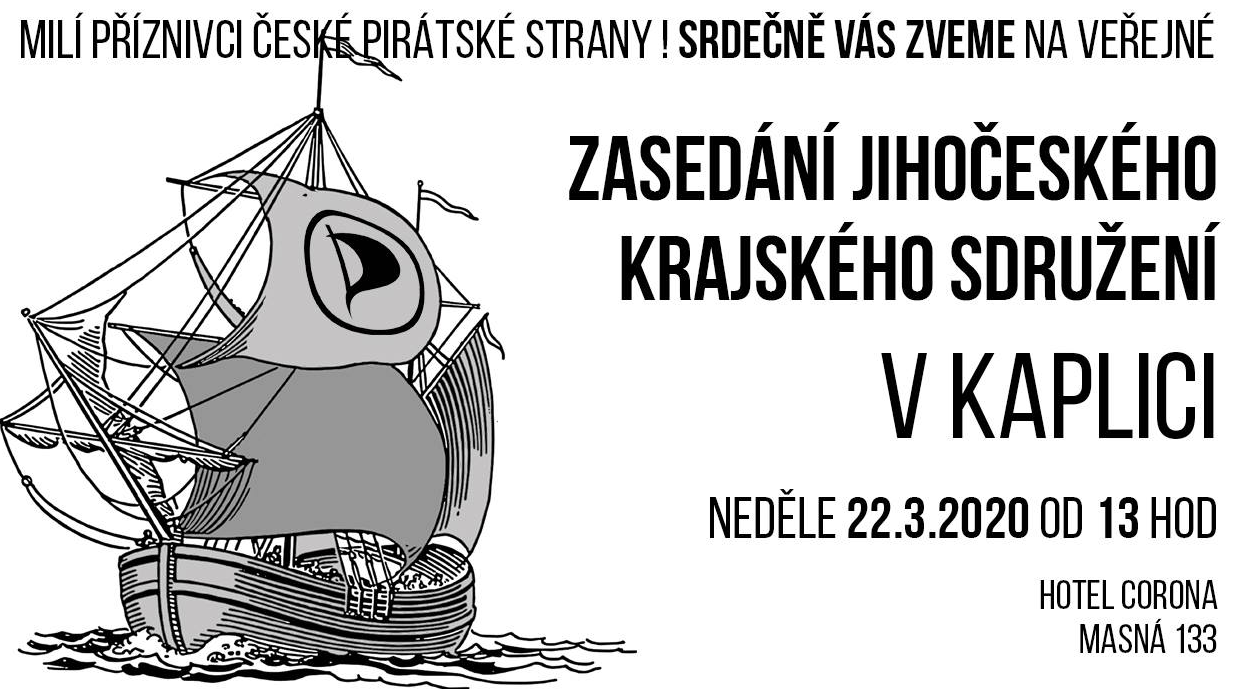 MILÍ PŘÍZNIVCI ČESKÉ PIRÁTSKÉ STRANY ! SRDEČNĚ VÁS ZVEME NA VEŘEJNÉ
ZASEDÁNÍ JIHOČESKÉHO
KRAJSKÉHO SDRUŽENÍ
V KAPLICI
NEDĚLE 22.3.2020 OD 13 HOD
HOTEL CORONA
MASNÁ 133